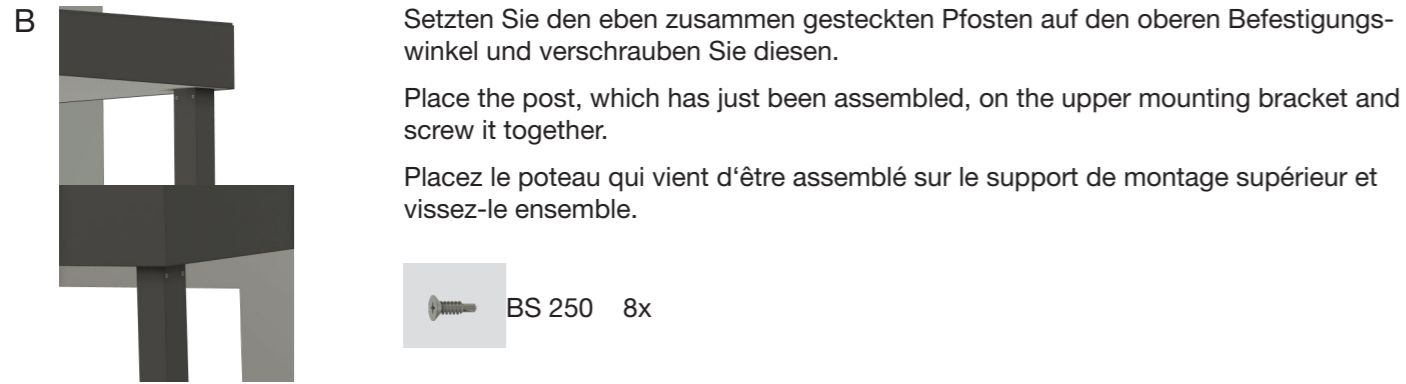 B
Setzten Sie den eben zusammen gesteckten Pfosten auf den oberen Befestigungs-
winkel und verschrauben Sie diesen.
Place the post, which has just been assembled, on the upper mounting bracket and
screw it together.
Placez le poteau qui vient d‘être assemblé sur le support de montage supérieur et
vissez-le ensemble.
BS 250 8x